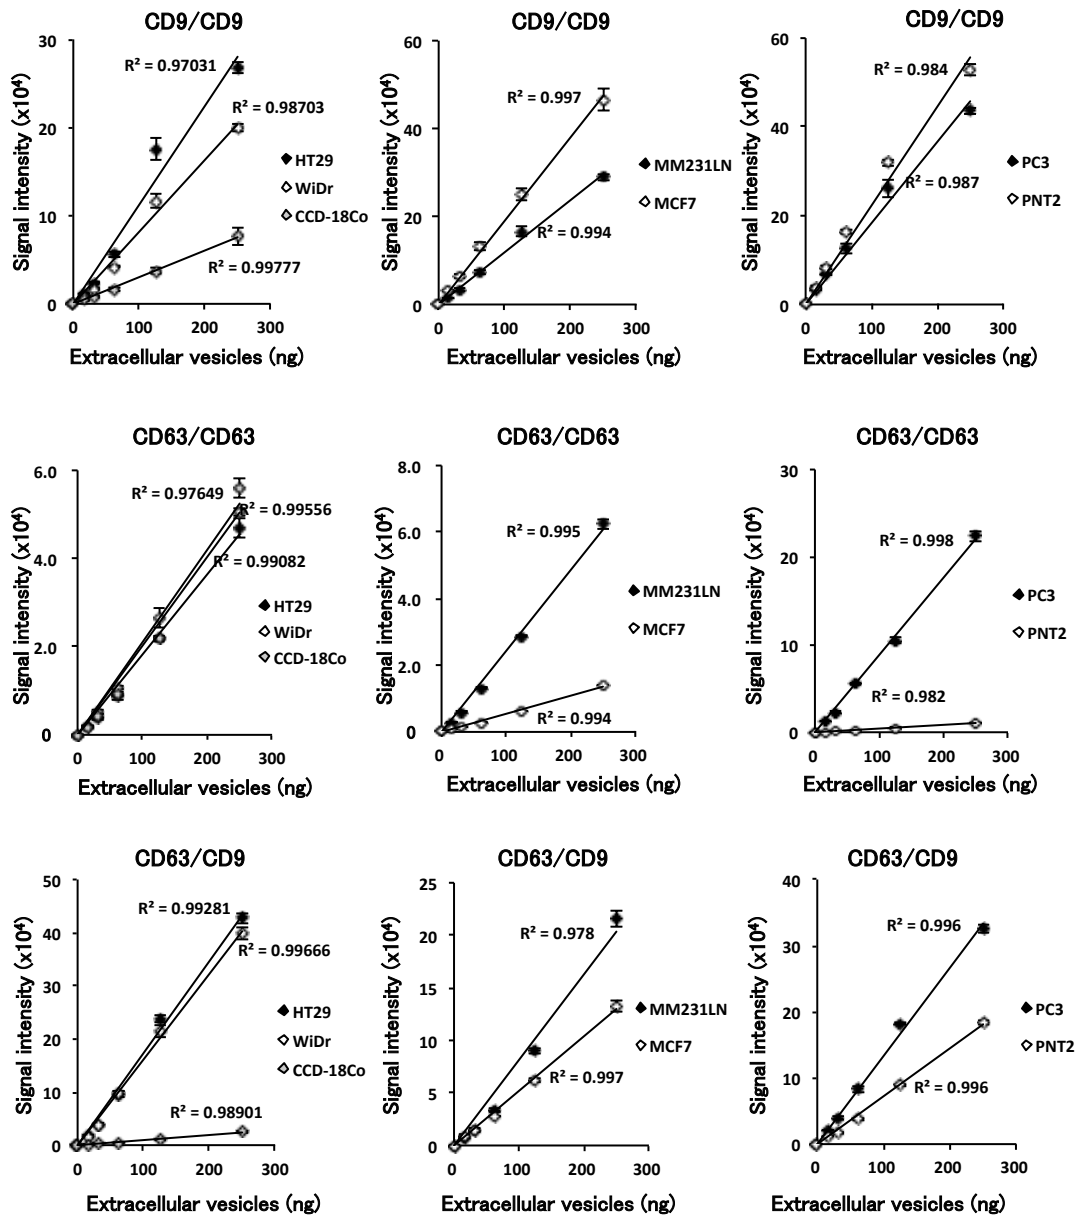 CD9/CD9
Signal intensity (x10⁴)
30
20
10
0
R² = 0.97031
R² = 0.98703
R² = 0.99777
HT29
WiDr
CCD-18Co
0 100 200 300
Extracellular vesicles (ng)
CD9/CD9
Signal intensity (x10⁴)
60
40
20
0
R² = 0.997
R² = 0.994
MM231LN
MCF7
0 100 200 300
Extracellular vesicles (ng)
CD9/CD9
Signal intensity (x10⁴)
60
40
20
0
R² = 0.984
R² = 0.987
PC3
PNT2
0 100 200 300
Extracellular vesicles (ng)
CD63/CD63
Signal intensity (x10⁴)
6.0
4.0
2.0
0
R² = 0.97649
R² = 0.99556
R² = 0.99082
HT29
WiDr
CCD-18Co
0 100 200 300
Extracellular vesicles (ng)
CD63/CD63
Signal intensity (x10⁴)
8.0
6.0
4.0
2.0
0
R² = 0.995
R² = 0.994
MM231LN
MCF7
0 100 200 300
Extracellular vesicles (ng)
CD63/CD63
Signal intensity (x10⁴)
30
20
10
0
R² = 0.998
R² = 0.982
PC3
PNT2
0 100 200 300
Extracellular vesicles (ng)
CD63/CD9
Signal intensity (x10⁴)
50
40
30
20
10
0
R² = 0.99281
R² = 0.99666
R² = 0.98901
HT29
WiDr
CCD-18Co
0 100 200 300
Extracellular vesicles (ng)
CD63/CD9
Signal intensity (x10⁴)
25
20
15
10
5
0
R² = 0.978
R² = 0.997
MM231LN
MCF7
0 100 200 300
Extracellular vesicles (ng)
CD63/CD9
Signal intensity (x10⁴)
40
30
20
10
0
R² = 0.996
R² = 0.996
PC3
PNT2
0 100 200 300
Extracellular vesicles (ng)